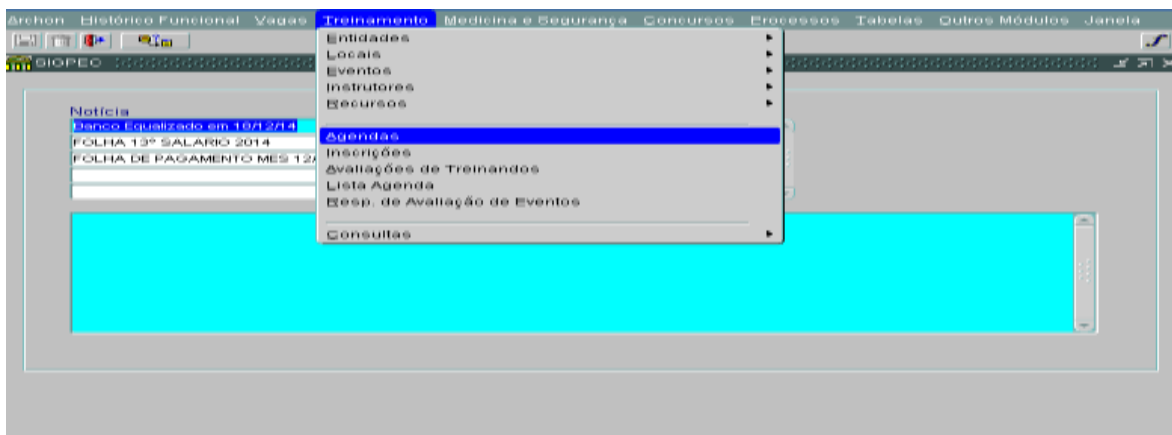 Archon Histórico Funcional Vagas Treinamento Medicina e Segurança Concursos Processos Tabelas Outros Módulos Janela
Entidades
Locais
Eventos
Instrutores
Recursos
Agendas
Inscrições
Avaliações de Treinandos
Lista Agenda
Resp. de Avaliação de Eventos
Consultas
SIOPEO
Notícia
Banco Equalizado em 18/12/14
FOLHA 13º SALARIO 2014
FOLHA DE PAGAMENTO MES 12/